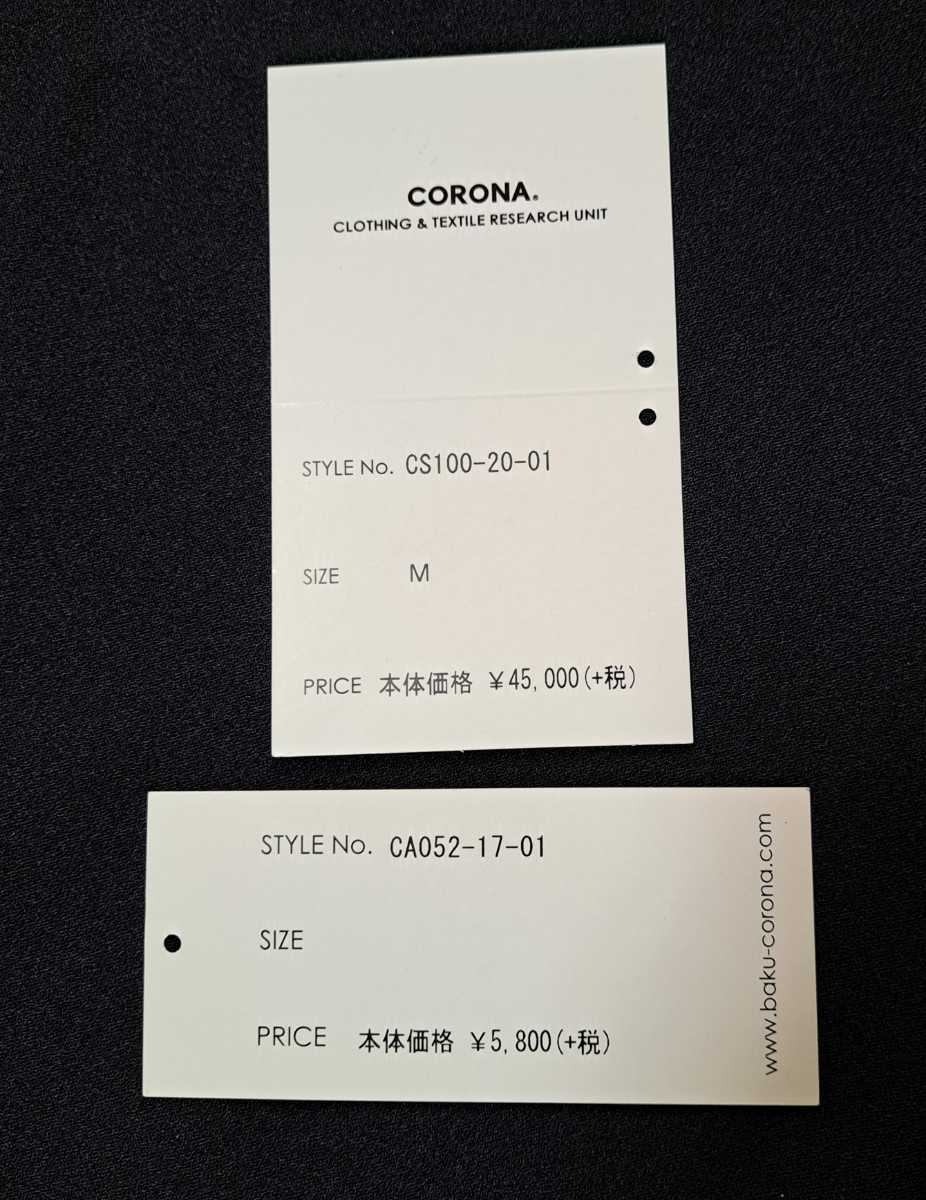 CORONA®
CLOTHING & TEXTILE RESEARCH UNIT
STYLE No. CS100-20-01
SIZE M
PRICE 本体価格 ￥45,000(+税)
STYLE No. CA052-17-01
SIZE
PRICE 本体価格 ￥5,800(+税)
www.baku-corona.com